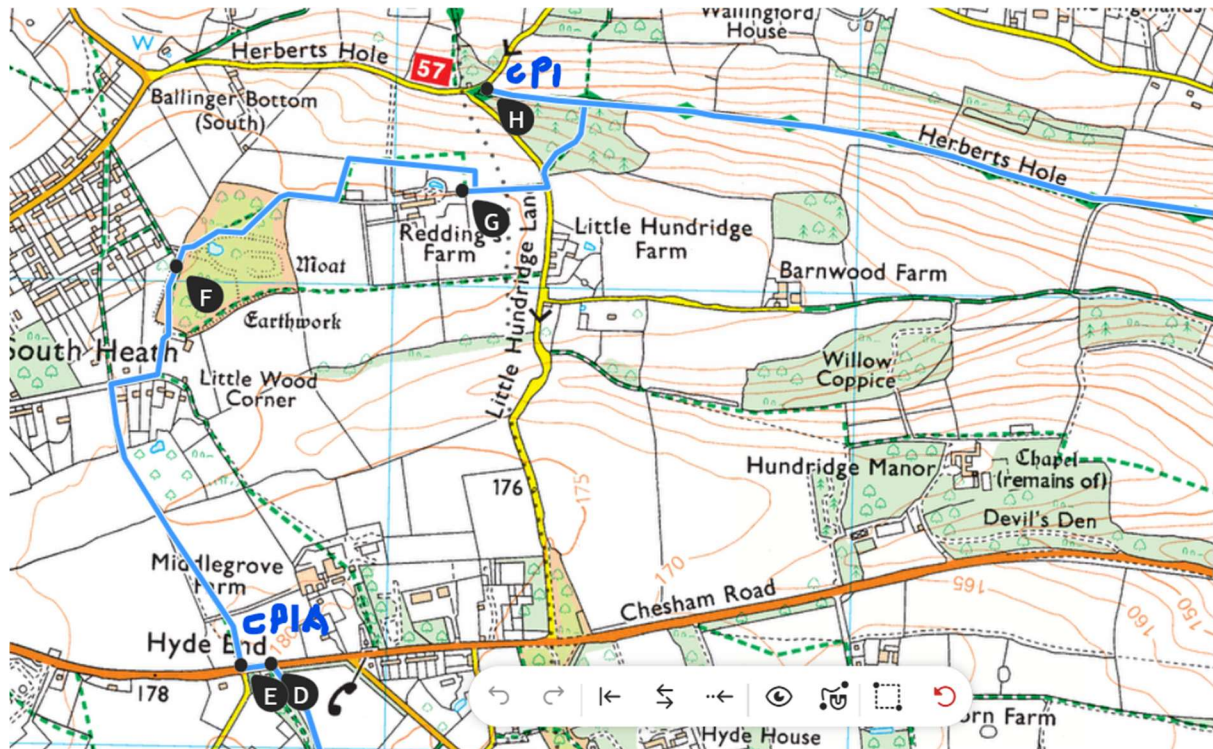 Wallingford
House
Herberts Hole
57
CP1
W
Ballinger Bottom
(South)
H
Herberts Hole
G
Redding's
Farm
Little Hundridge Lane
Little Hundridge
Farm
Moat
F
Barnwood Farm
Earthwork
South Heath
Little Wood
Corner
Willow
Coppice
Hundridge Manor
Chapel
(remains of)
176
175
Devil's Den
Middlegrove
Farm
170
165
160
150
Chesham Road
CP1A
Hyde End
180
178
E
D
Hyde House